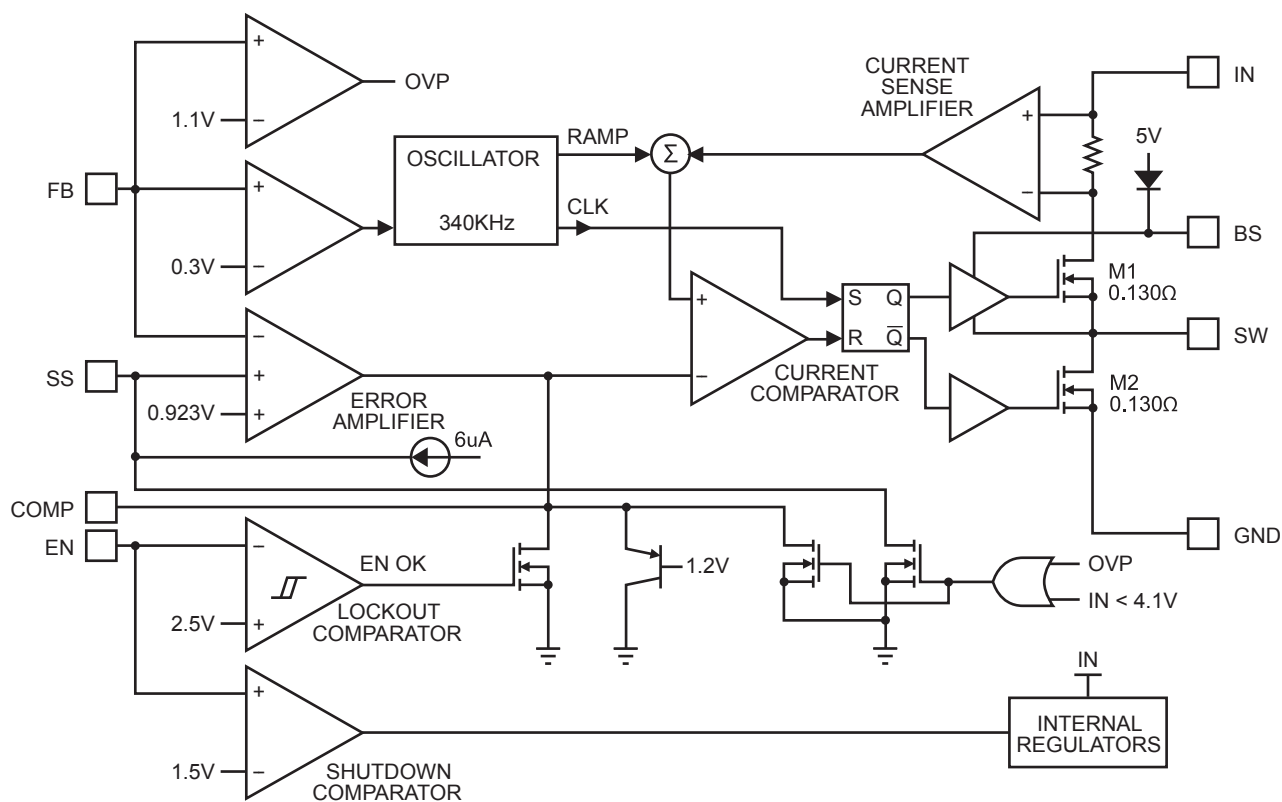 +
OVP
1.1V
−
CURRENT
SENSE
AMPLIFIER
IN
+
−
5V
RAMP
Σ
OSCILLATOR
340KHz
CLK
FB
+
0.3V
−
BS
M1
0.130Ω
S Q
R Q̅
+
−
CURRENT
COMPARATOR
SW
M2
0.130Ω
−
SS
+
0.923V
+
ERROR
AMPLIFIER
6uA
COMP
EN
−
EN OK
2.5V
+
LOCKOUT
COMPARATOR
1.2V
GND
OVP
IN < 4.1V
+
1.5V
−
SHUTDOWN
COMPARATOR
IN
INTERNAL
REGULATORS